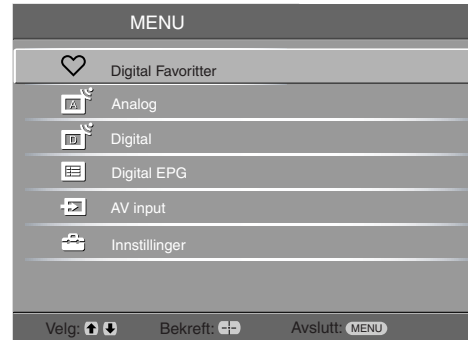 MENU
Digital Favoritter
A Analog
D Digital
Digital EPG
AV input
Innstillinger
Velg: Bekreft: Avslutt: MENU